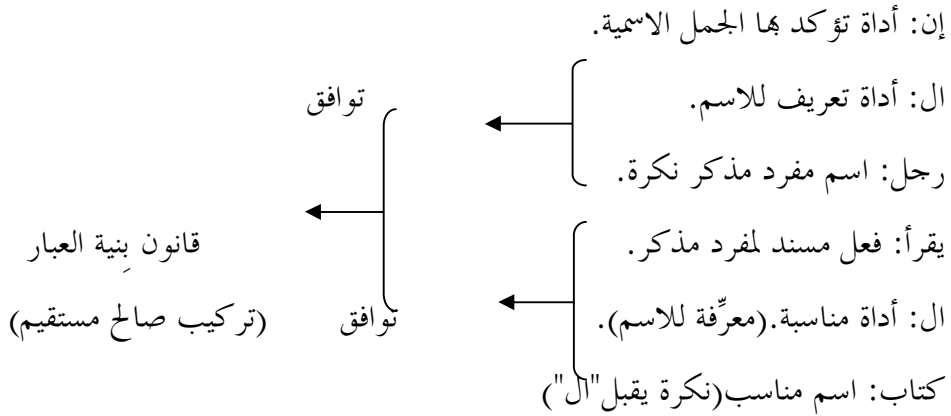 إن: أداة تؤكد بها الجمل الاسمية.
ال: أداة تعريف للاسم.
توافق
رجل: اسم مفرد مذكر نكرة.
يقرأ: فعل مسند لمفرد مذكر.
قانون بِنية العبار
ال: أداة مناسبة.(معرِّفة للاسم).
توافق
(تركيب صالح مستقيم)
كتاب: اسم مناسب(نكرة يقبل"ال")